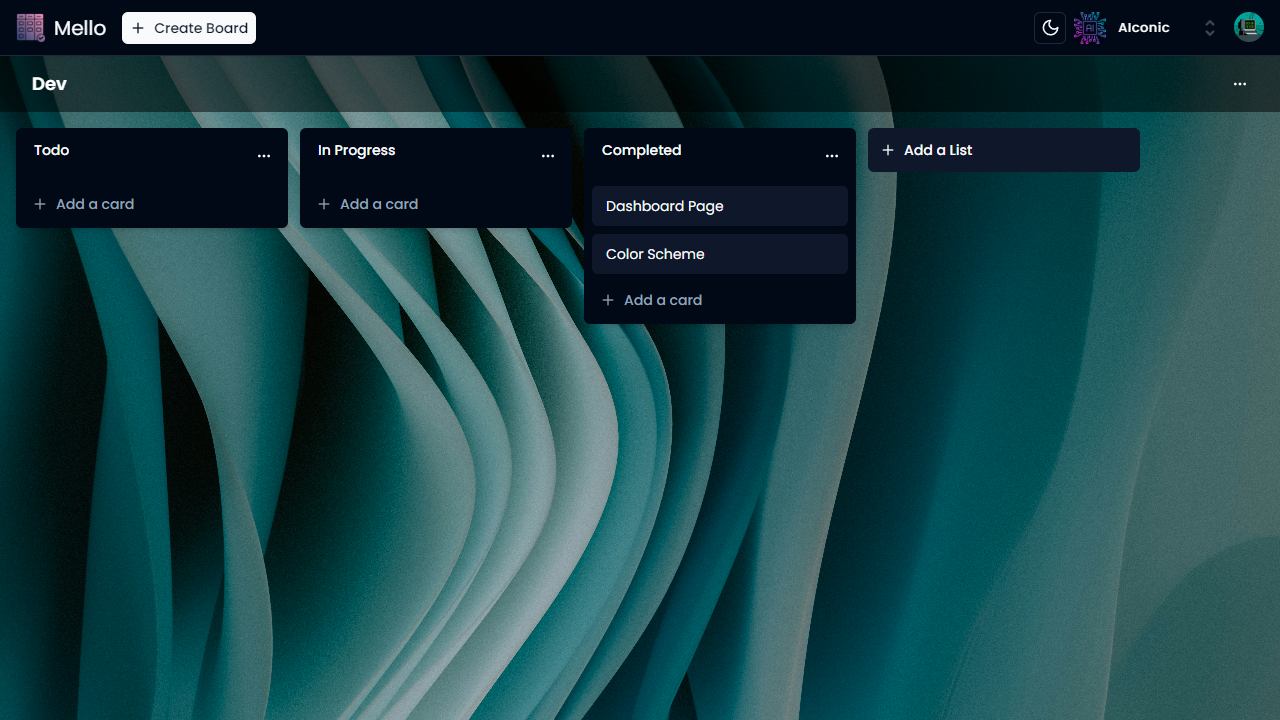 Mello
Create Board
AI
AIconic
Dev
Todo
Add a card
In Progress
Add a card
Completed
Dashboard Page
Color Scheme
Add a card
Add a List